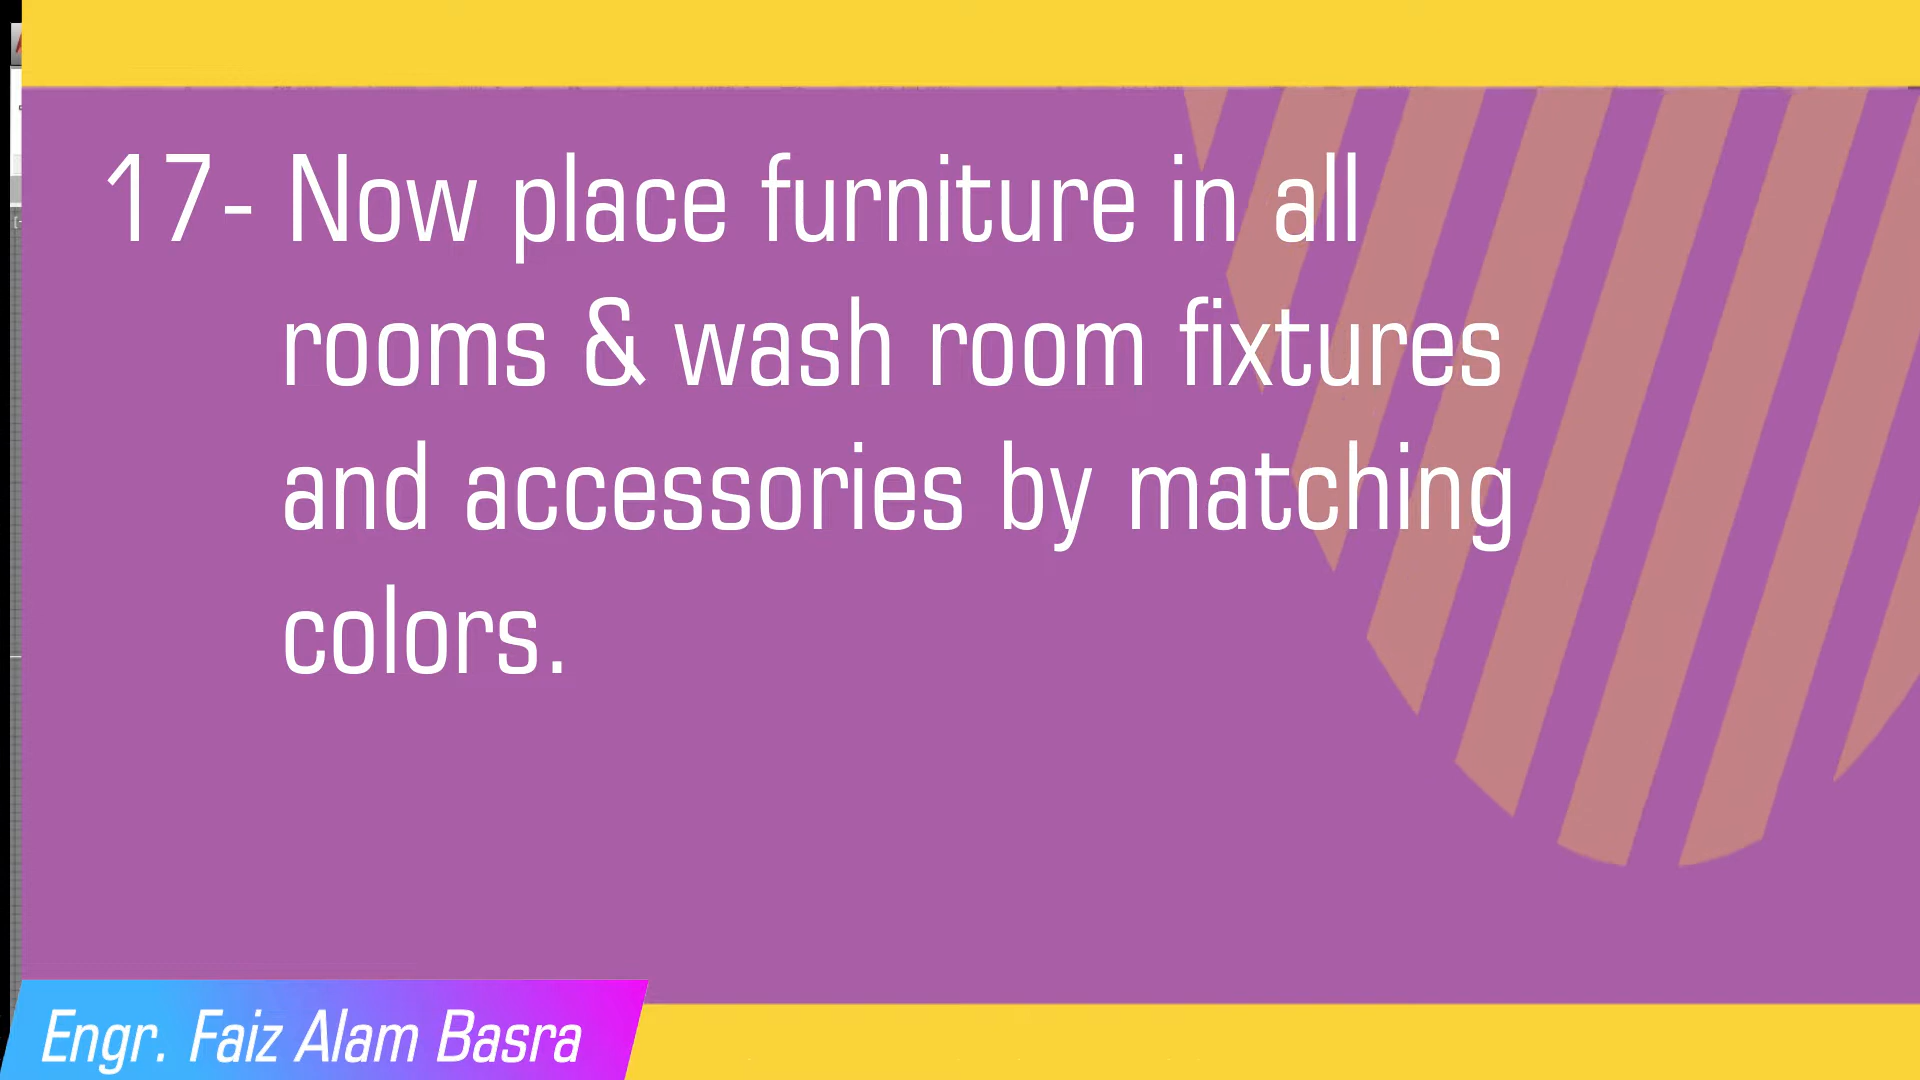 17- Now place furniture in all
rooms & wash room fixtures
and accessories by matching
colors.
Engr. Faiz Alam Basra